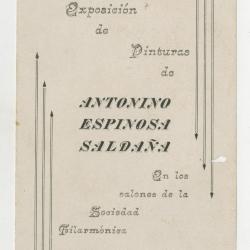 Exposición
de
Pinturas
de
ANTONINO
ESPINOSA
SALDAÑA
En los
salones de la
Sociedad
Filarmónica